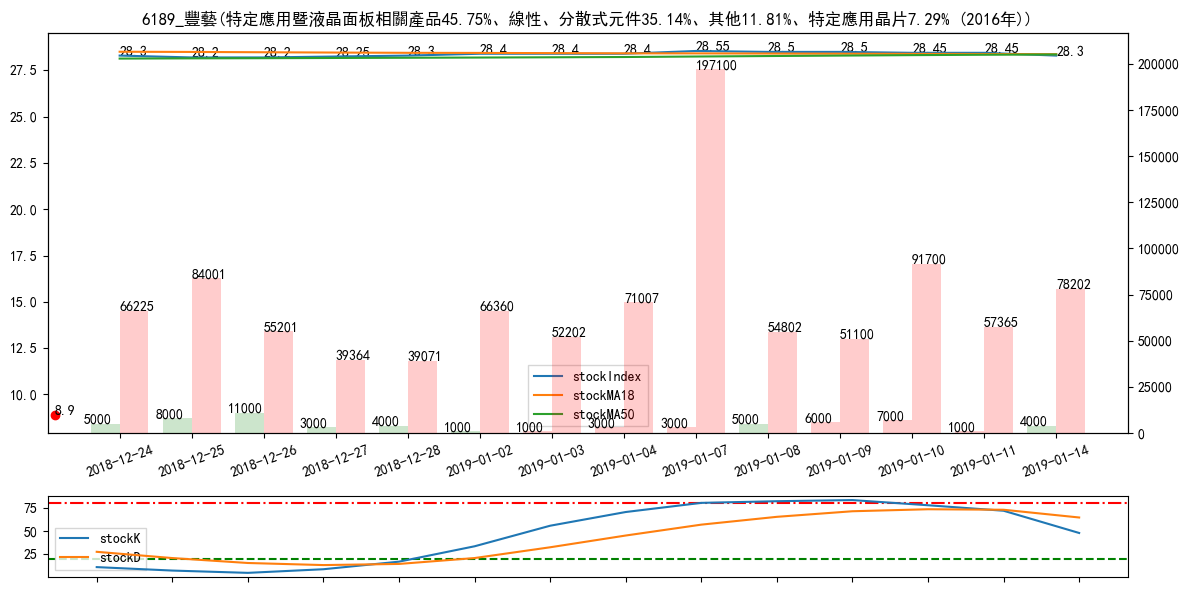 6189_豐藝(特定應用暨液晶面板相關產品45.75%、線性、分散式元件35.14%、其他11.81%、特定應用晶片7.29% (2016年))
28.3 28.2 28.2 28.25 28.3 28.4 28.4 28.4 28.55 28.5 28.5 28.45 28.45 28.3
27.5 25.0 22.5 20.0 17.5 15.0 12.5 10.0
200000 175000 150000 125000 100000 75000 50000 25000 0
66225 84001 55201 39364 39071 66360 52202 71007 197100 54802 51100 91700 57365 78202
8.9
5000 8000 11000 3000 4000 1000 1000 3000 3000 5000 6000 7000 1000 4000
stockIndex
stockMA18
stockMA50
2018-12-24 2018-12-25 2018-12-26 2018-12-27 2018-12-28 2019-01-02 2019-01-03 2019-01-04 2019-01-07 2019-01-08 2019-01-09 2019-01-10 2019-01-11 2019-01-14
75 50 25
stockK
stockD